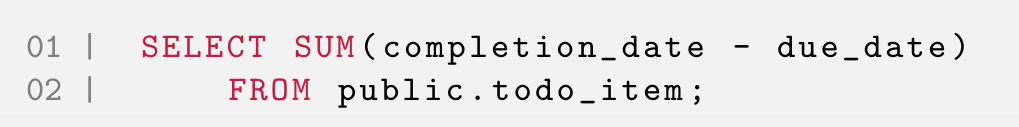 01 | SELECT SUM(completion_date - due_date)
02 | FROM public.todo_item;